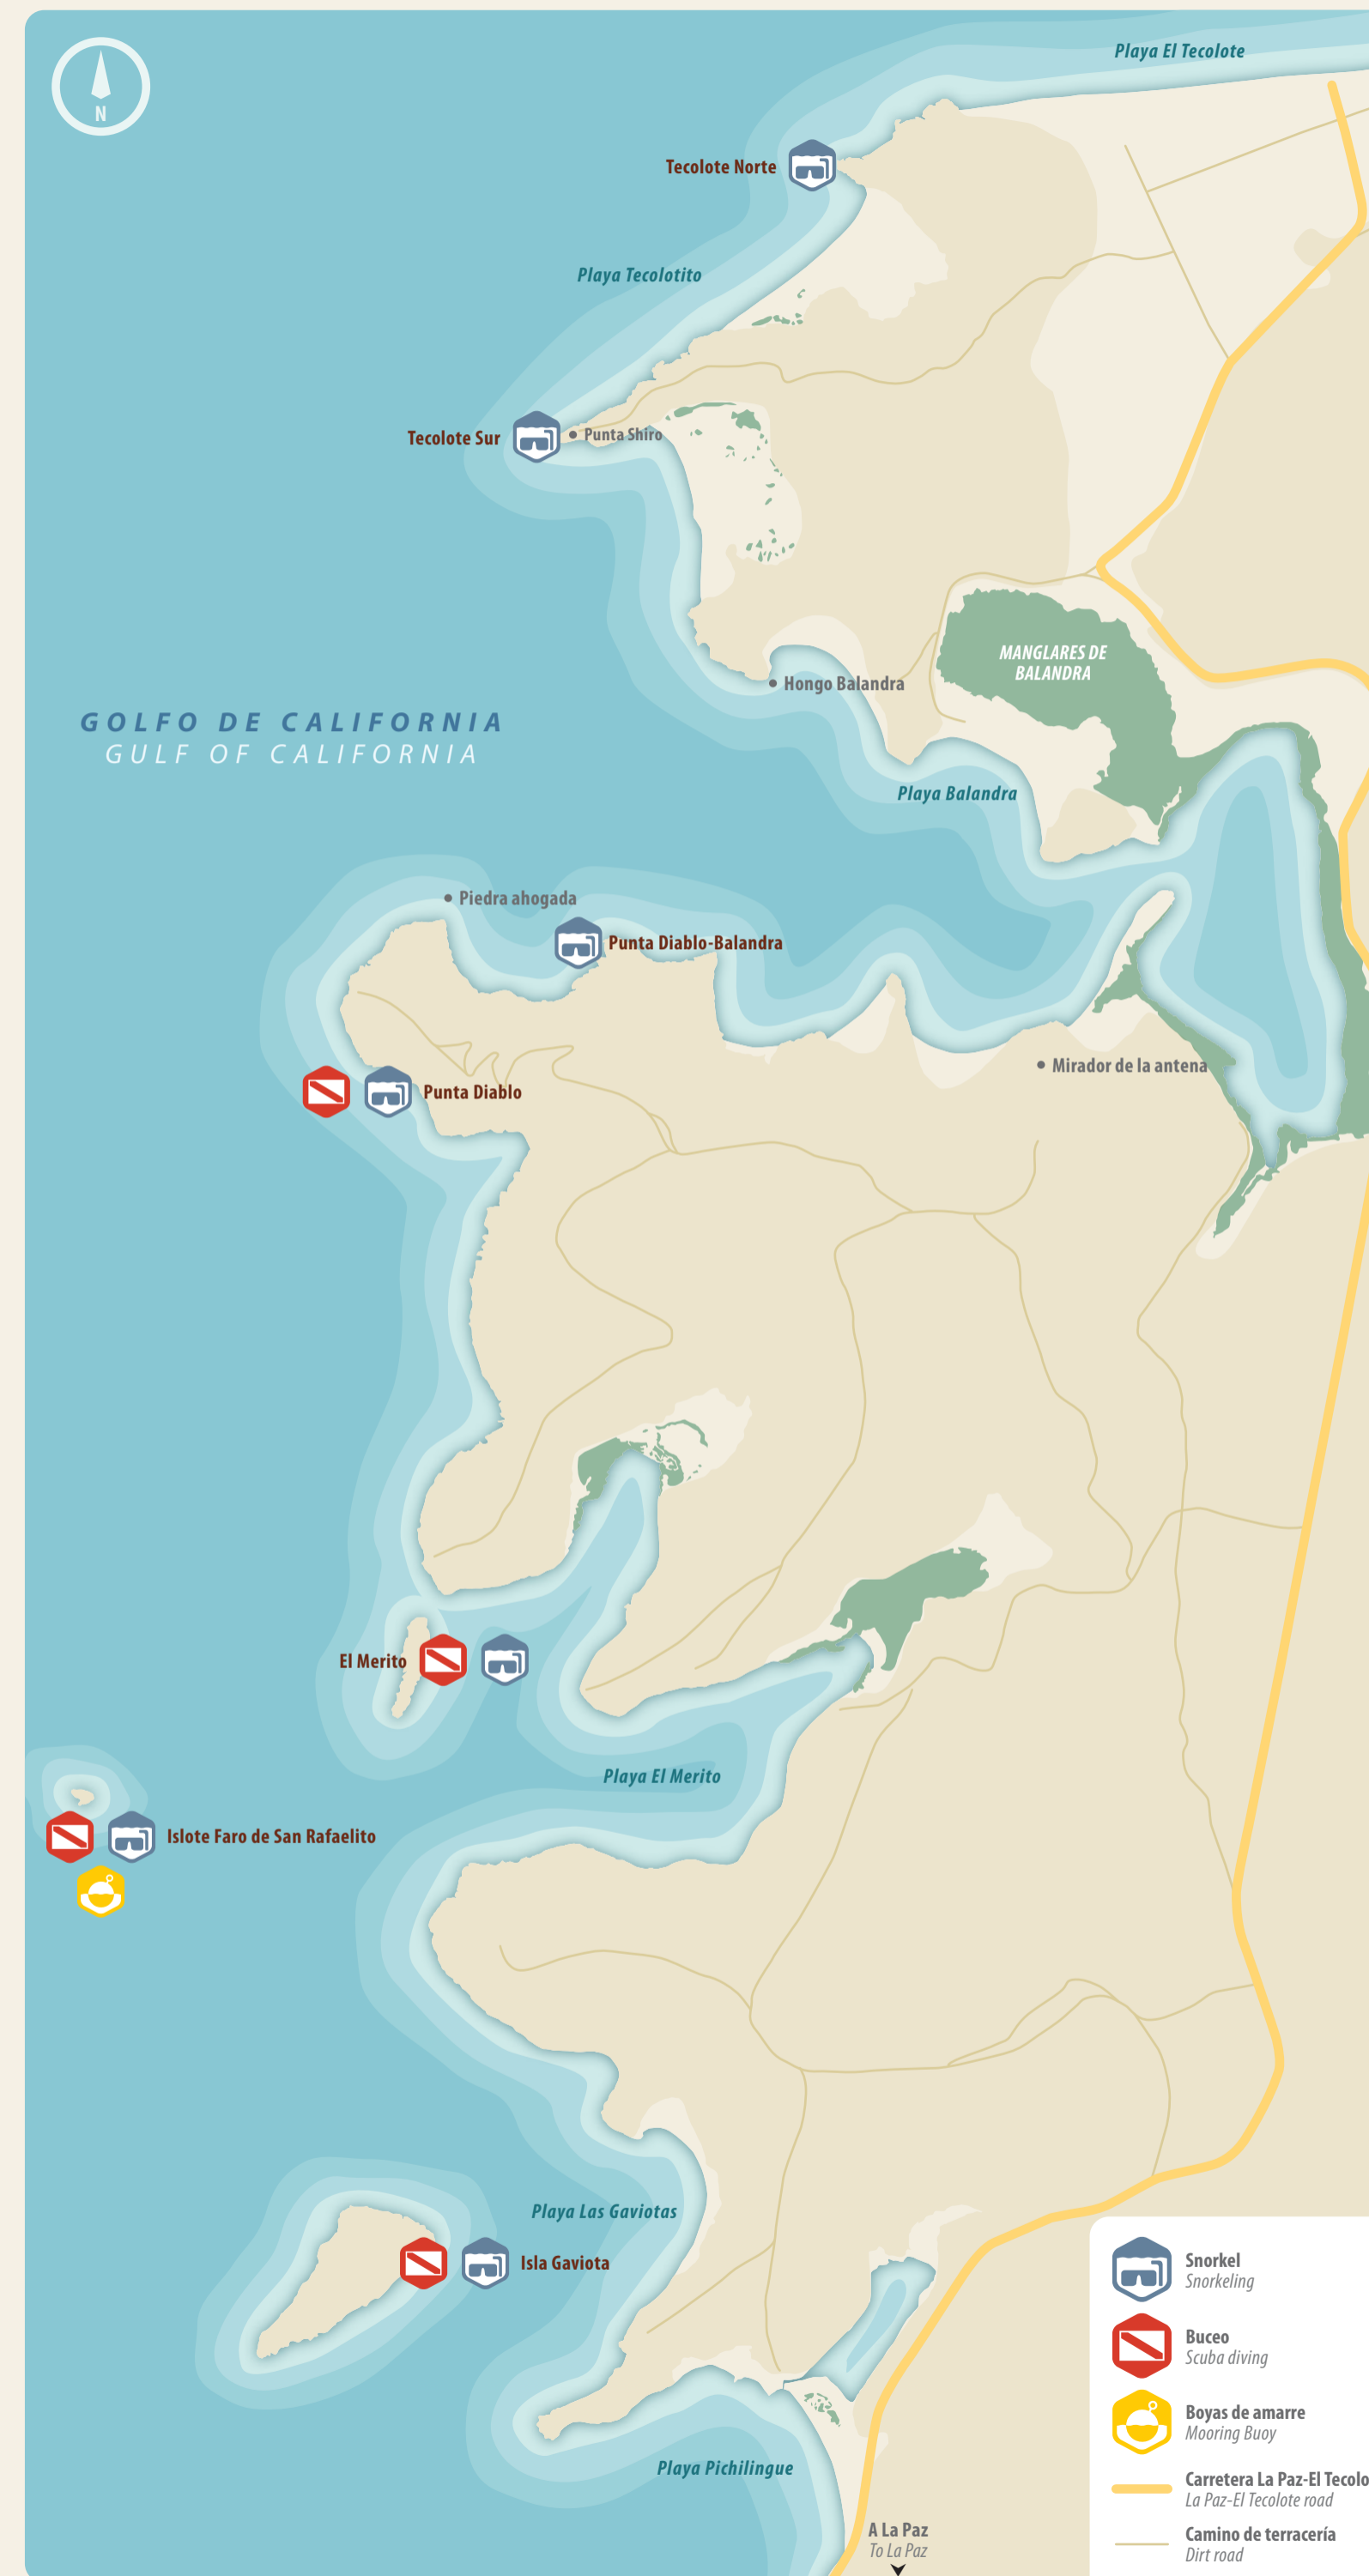 Playa El Tecolote
N
Tecolote Norte
Playa Tecolotito
Tecolote Sur
Punta Shiro
MANGLARES DE
BALANDRA
Hongo Balandra
GOLFO DE CALIFORNIA
GULF OF CALIFORNIA
Playa Balandra
Piedra ahogada
Punta Diablo-Balandra
Mirador de la antena
Punta Diablo
El Merito
Playa El Merito
Islote Faro de San Rafaelito
Playa Las Gaviotas
Isla Gaviota
Snorkel
Snorkeling
Buceo
Scuba diving
Boyas de amarre
Mooring Buoy
Playa Pichilingue
Carretera La Paz-El Tecolo
La Paz-El Tecolote road
A La Paz
To La Paz
Camino de terracería
Dirt road